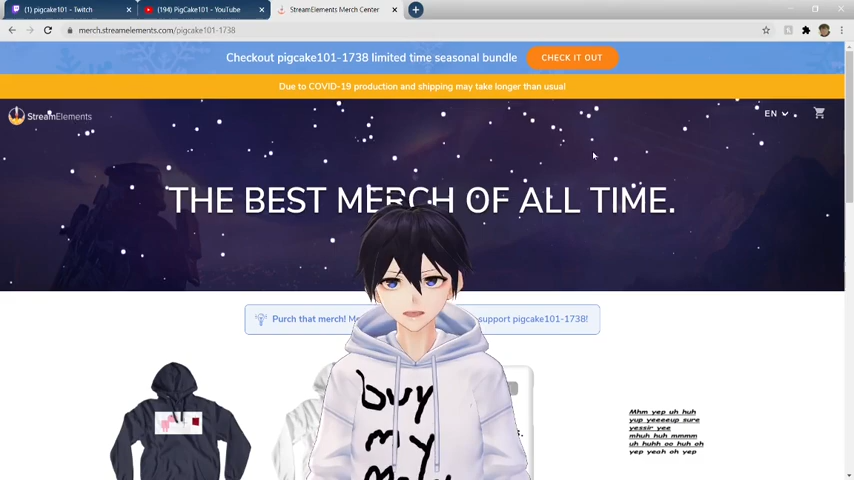 (1) pigcake101 - Twitch
(194) PigCake101 - YouTube
StreamElements Merch Center
merch.streamelements.com/pigcake101-1738
Checkout pigcake101-1738 limited time seasonal bundle
CHECK IT OUT
Due to COVID-19 production and shipping may take longer than usual
StreamElements
EN
THE BEST MERCH OF ALL TIME.
Purch that merch!
support pigcake101-1738!
buy
my
Mhm yep uh huh
yup yeeeeup sure
yessir yee
mhuh huh mmmm
uh huhh oo huh oh
yep yeah oh yep